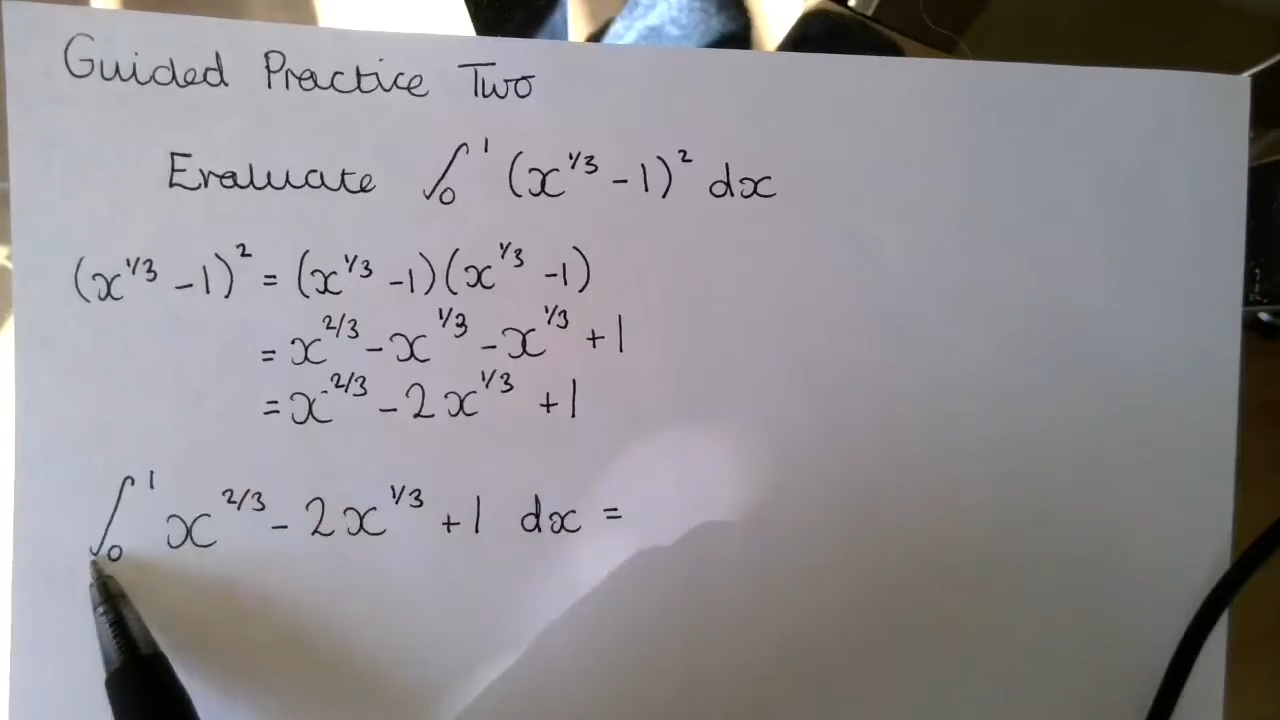 Guided Practice Two
Evaluate ∫₀¹ (x^{1/3} - 1)² dx
(x^{1/3} - 1)² = (x^{1/3} - 1)(x^{1/3} - 1)
= x^{2/3} - x^{1/3} - x^{1/3} + 1
= x^{2/3} - 2x^{1/3} + 1
∫₀¹ x^{2/3} - 2x^{1/3} + 1 dx =